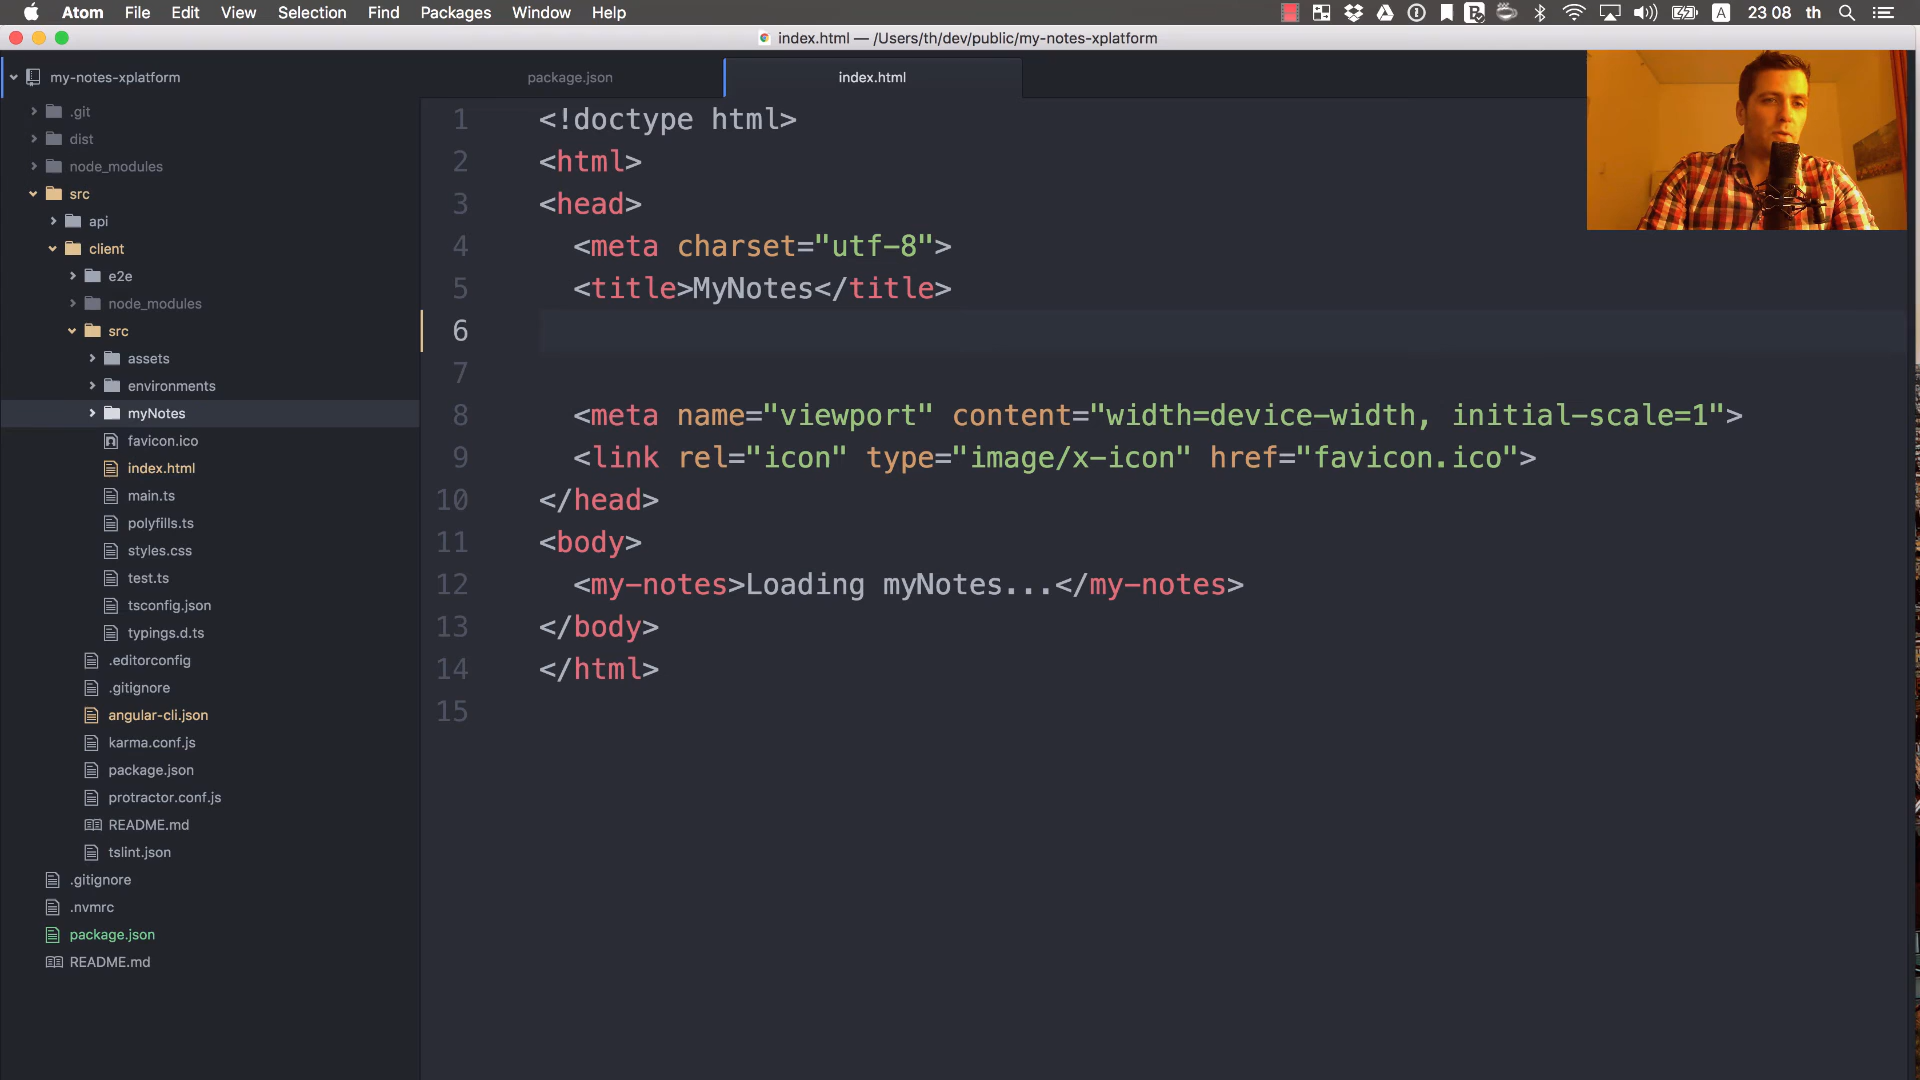 Atom File Edit View Selection Find Packages Window Help A 23 08 th
index.html — /Users/th/dev/public/my-notes-xplatform
my-notes-xplatform
package.json
index.html
.git
dist
node_modules
src
api
client
e2e
node_modules
src
assets
environments
myNotes
favicon.ico
index.html
main.ts
polyfills.ts
styles.css
test.ts
tsconfig.json
typings.d.ts
.editorconfig
.gitignore
angular-cli.json
karma.conf.js
package.json
protractor.conf.js
README.md
tslint.json
.gitignore
.nvmrc
package.json
README.md
1 <!doctype html>
2 <html>
3 <head>
4 <meta charset="utf-8">
5 <title>MyNotes</title>
6
7
8 <meta name="viewport" content="width=device-width, initial-scale=1">
9 <link rel="icon" type="image/x-icon" href="favicon.ico">
10 </head>
11 <body>
12 <my-notes>Loading myNotes...</my-notes>
13 </body>
14 </html>
15